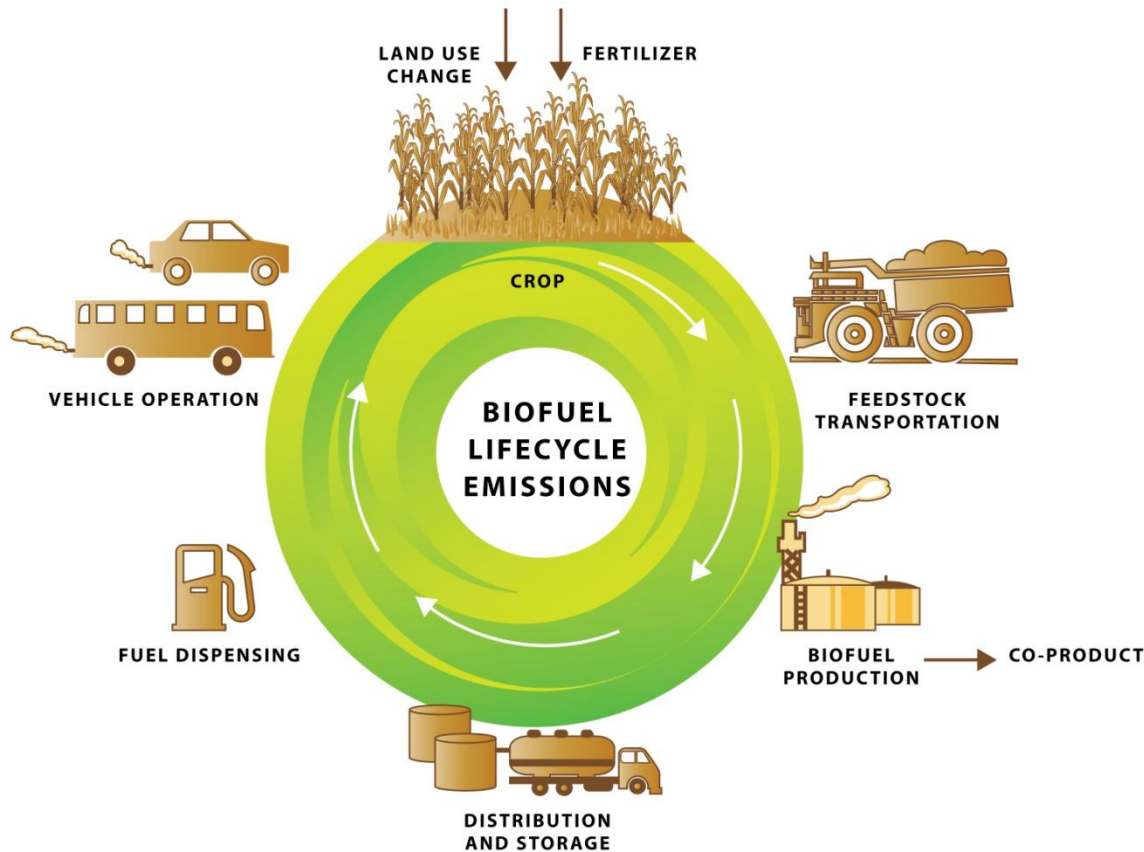 LAND USE
CHANGE
FERTILIZER
CROP
FEEDSTOCK
TRANSPORTATION
BIOFUEL
PRODUCTION
CO-PRODUCT
DISTRIBUTION
AND STORAGE
FUEL DISPENSING
VEHICLE OPERATION
BIOFUEL
LIFECYCLE
EMISSIONS